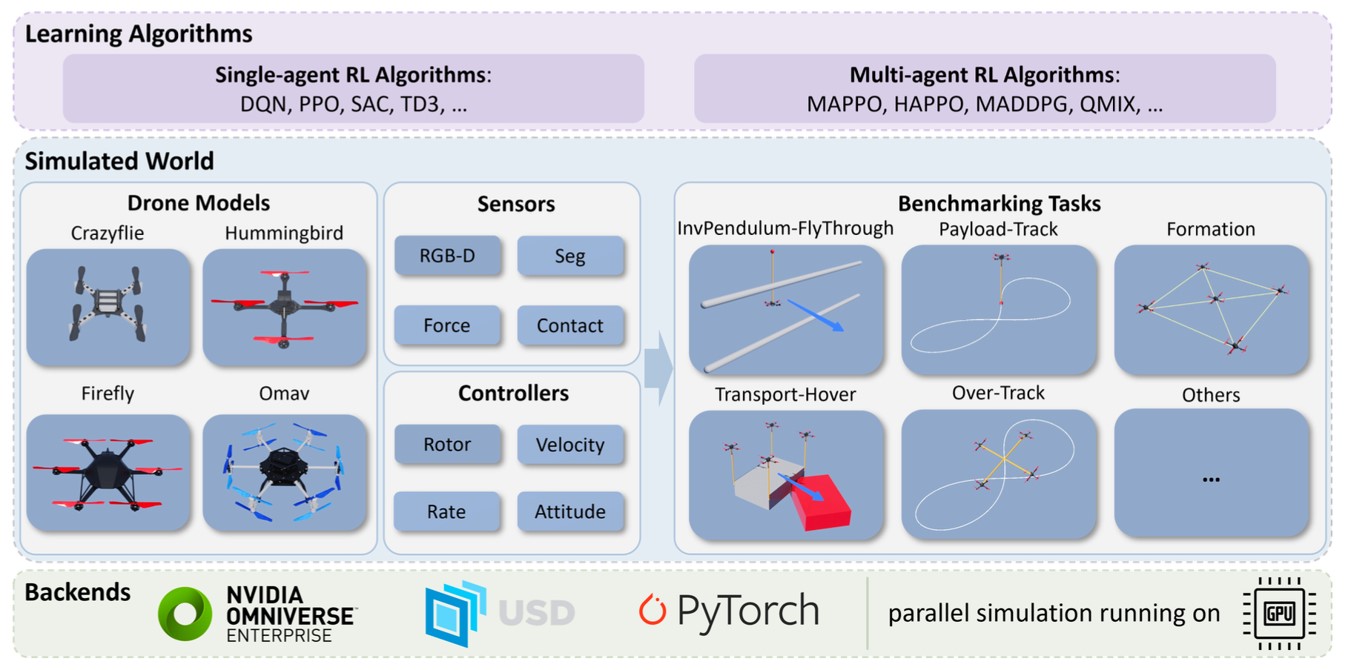 Learning Algorithms
Single-agent RL Algorithms:
DQN, PPO, SAC, TD3, ...
Multi-agent RL Algorithms:
MAPPO, HAPPO, MADDPG, QMIX, ...
Simulated World
Drone Models
Crazyflie
Hummingbird
Firefly
Omav
Sensors
RGB-D
Seg
Force
Contact
Controllers
Rotor
Velocity
Rate
Attitude
Benchmarking Tasks
InvPendulum-FlyThrough
Payload-Track
Formation
Transport-Hover
Over-Track
Others
...
Backends
NVIDIA
OMNIVERSE
ENTERPRISE
USD
PyTorch
parallel simulation running on
GPU